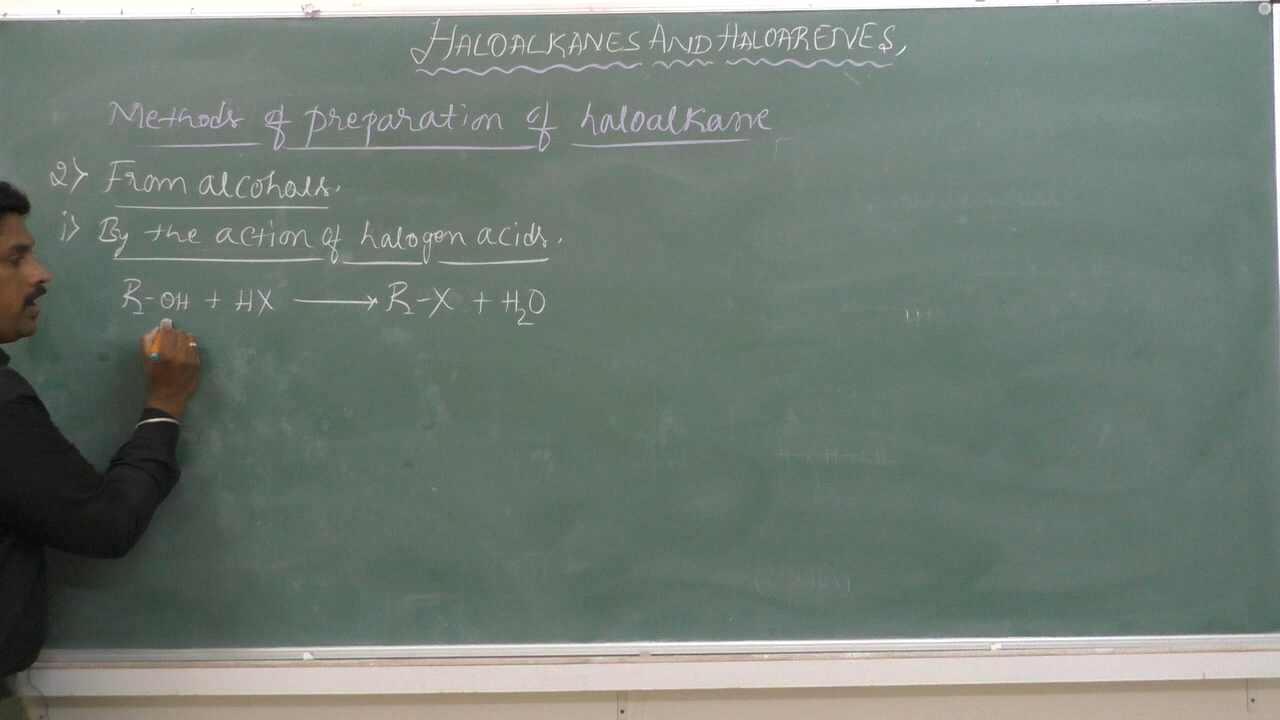 HALOALKANES AND HALOARENES,
Methods of preparation of haloalkane
2> From alcohols.
i> By the action of halogen acids.
R-OH + HX ⟶ R-X + H₂O